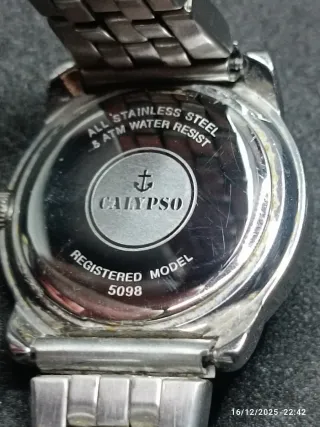 ALL STAINLESS STEEL
5 ATM WATER RESIST
CALYPSO
REGISTERED MODEL
5098
16/12/2025-22:42